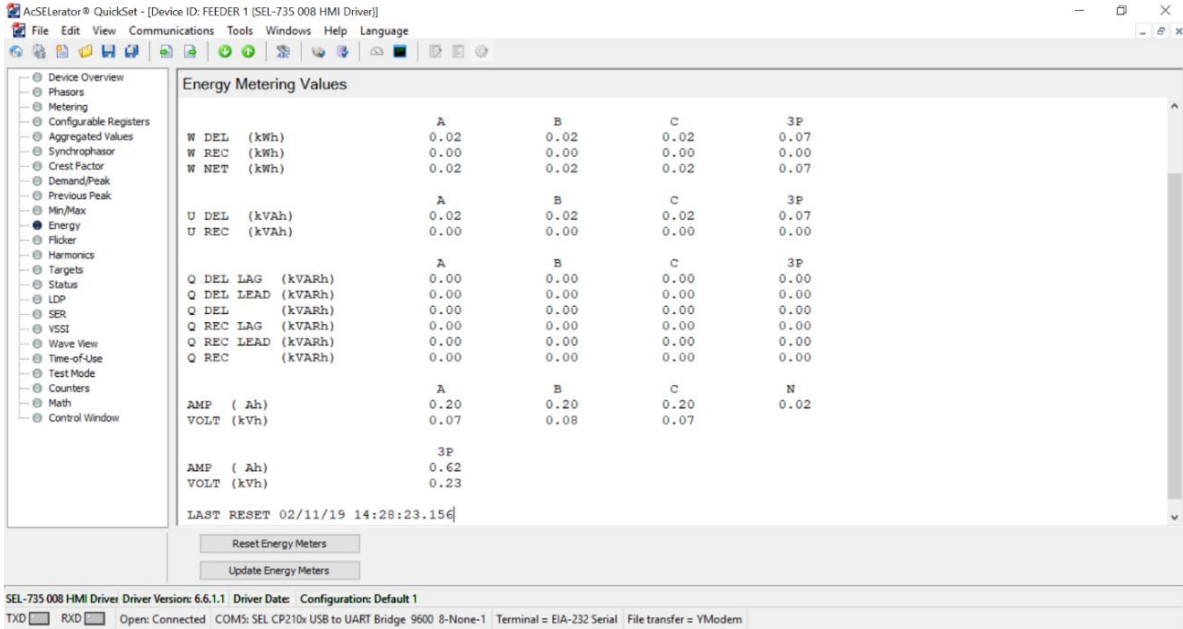 AcSELerator® QuickSet - [Device ID: FEEDER 1 (SEL-735 008 HMI Driver)]
File Edit View Communications Tools Windows Help Language
Device Overview
Phasors
Metering
Configurable Registers
Aggregated Values
Synchrophasor
Crest Factor
Demand/Peak
Previous Peak
Min/Max
Energy
Flicker
Harmonics
Targets
Status
LDP
SER
VSSI
Wave View
Time-of-Use
Test Mode
Counters
Math
Control Window
Energy Metering Values
A B C 3P
W DEL (kWh) 0.02 0.02 0.02 0.07
W REC (kWh) 0.00 0.00 0.00 0.00
W NET (kWh) 0.02 0.02 0.02 0.07
A B C 3P
U DEL (kVAh) 0.02 0.02 0.02 0.07
U REC (kVAh) 0.00 0.00 0.00 0.00
A B C 3P
Q DEL LAG (kVARh) 0.00 0.00 0.00 0.00
Q DEL LEAD (kVARh) 0.00 0.00 0.00 0.00
Q DEL (kVARh) 0.00 0.00 0.00 0.00
Q REC LAG (kVARh) 0.00 0.00 0.00 0.00
Q REC LEAD (kVARh) 0.00 0.00 0.00 0.00
Q REC (kVARh) 0.00 0.00 0.00 0.00
A B C N
AMP ( Ah) 0.20 0.20 0.20 0.02
VOLT (kVh) 0.07 0.08 0.07
3P
AMP ( Ah) 0.62
VOLT (kVh) 0.23
LAST RESET 02/11/19 14:28:23.156
Reset Energy Meters
Update Energy Meters
SEL-735 008 HMI Driver Driver Version: 6.6.1.1 Driver Date: Configuration: Default 1
TXD RXD Open: Connected COM5: SEL CP210x USB to UART Bridge 9600 8-None-1 Terminal = EIA-232 Serial File transfer = YModem